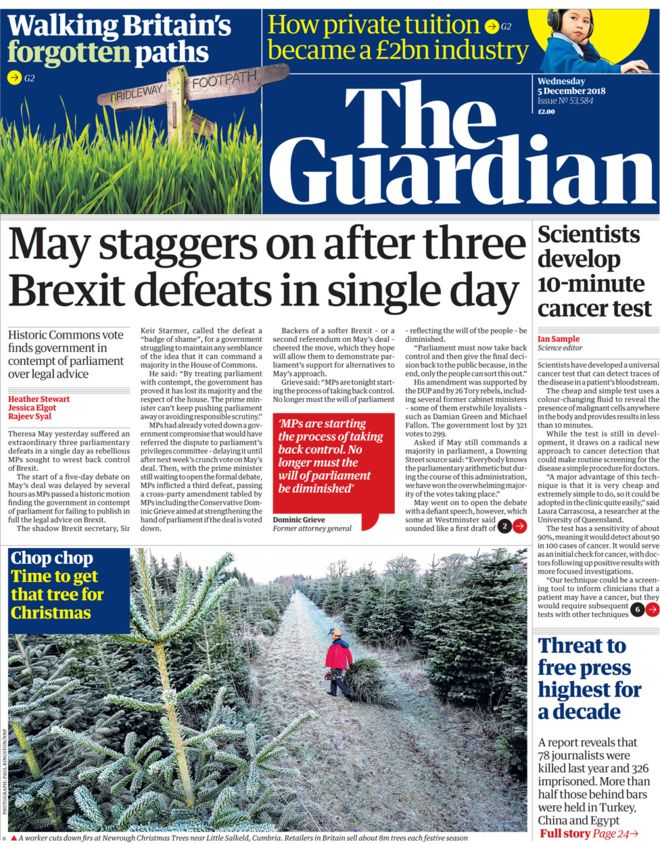 Walking Britain's
forgotten paths
G2
BRIDLEWAY
FOOTPATH
How private tuition
G2
became a £2bn industry
Wednesday
5 December 2018
Issue № 53,584
£2.00
The
Guardian
May staggers on after three
Brexit defeats in single day
Historic Commons vote
finds government in
contempt of parliament
over legal advice
Heather Stewart
Jessica Elgot
Rajeev Syal
Theresa May yesterday suffered an
extraordinary three parliamentary
defeats in a single day as rebellious
MPs sought to wrest back control
of Brexit.
The start of a five-day debate on
May's deal was delayed by several
hours as MPs passed a historic motion
finding the government in contempt
of parliament for failing to publish in
full the legal advice on Brexit.
The shadow Brexit secretary, Sir
Keir Starmer, called the defeat a
"badge of shame", for a government
struggling to maintain any semblance
of the idea that it can command a
majority in the House of Commons.
He said: "By treating parliament
with contempt, the government has
proved it has lost its majority and the
respect of the house. The prime min-
ister can't keep pushing parliament
away or avoiding responsible scrutiny."
MPs had already voted down a gov-
ernment compromise that would have
referred the dispute to parliament's
privileges committee – delaying it until
after next week's crunch vote on May's
deal. Then, with the prime minister
still waiting to open the formal debate,
MPs inflicted a third defeat, passing
a cross-party amendment tabled by
MPs including the Conservative Dom-
inic Grieve aimed at strengthening the
hand of parliament if the deal is voted
down.
Backers of a softer Brexit – or a
second referendum on May's deal –
cheered the move, which they hope
will allow them to demonstrate par-
liament's support for alternatives to
May's approach.
Grieve said: "MPs are tonight start-
ing the process of taking back control.
No longer must the will of parliament
'MPs are starting
the process of taking
back control. No
longer must the
will of parliament
be diminished'
Dominic Grieve
Former attorney general
– reflecting the will of the people – be
diminished.
"Parliament must now take back
control and then give the final deci-
sion back to the public because, in the
end, only the people can sort this out."
His amendment was supported by
the DUP and by 26 Tory rebels, includ-
ing several former cabinet ministers
– some of them erstwhile loyalists –
such as Damian Green and Michael
Fallon. The government lost by 321
votes to 299.
Asked if May still commands a
majority in parliament, a Downing
Street source said: "Everybody knows
the parliamentary arithmetic but dur-
ing the course of this administration,
we have won the overwhelming major-
ity of the votes taking place."
May went on to open the debate
with a defiant speech, however, which
some at Westminster said
sounded like a first draft of
2
Scientists
develop
10-minute
cancer test
Ian Sample
Science editor
Scientists have developed a universal
cancer test that can detect traces of
the disease in a patient's bloodstream.
The cheap and simple test uses a
colour-changing fluid to reveal the
presence of malignant cells anywhere
in the body and provides results in less
than 10 minutes.
While the test is still in devel-
opment, it draws on a radical new
approach to cancer detection that
could make routine screening for the
disease a simple procedure for doctors.
"A major advantage of this tech-
nique is that it is very cheap and
extremely simple to do, so it could be
adopted in the clinic quite easily," said
Laura Carrascosa, a researcher at the
University of Queensland.
The test has a sensitivity of about
90%, meaning it would detect about 90
in 100 cases of cancer. It would serve
as an initial check for cancer, with doc-
tors following up positive results with
more focused investigations.
"Our technique could be a screen-
ing tool to inform clinicians that a
patient may have a cancer, but they
would require subsequent
tests with other techniques
6
Chop chop
Time to get
that tree for
Christmas
PHOTOGRAPH: PAUL KINGSTON/NNP
A worker cuts down firs at Newrough Christmas Trees near Little Salkeld, Cumbria. Retailers in Britain sell about 8m trees each festive season
Threat to
free press
highest for
a decade
A report reveals that
78 journalists were
killed last year and 326
imprisoned. More than
half those behind bars
were held in Turkey,
China and Egypt
Full story Page 24